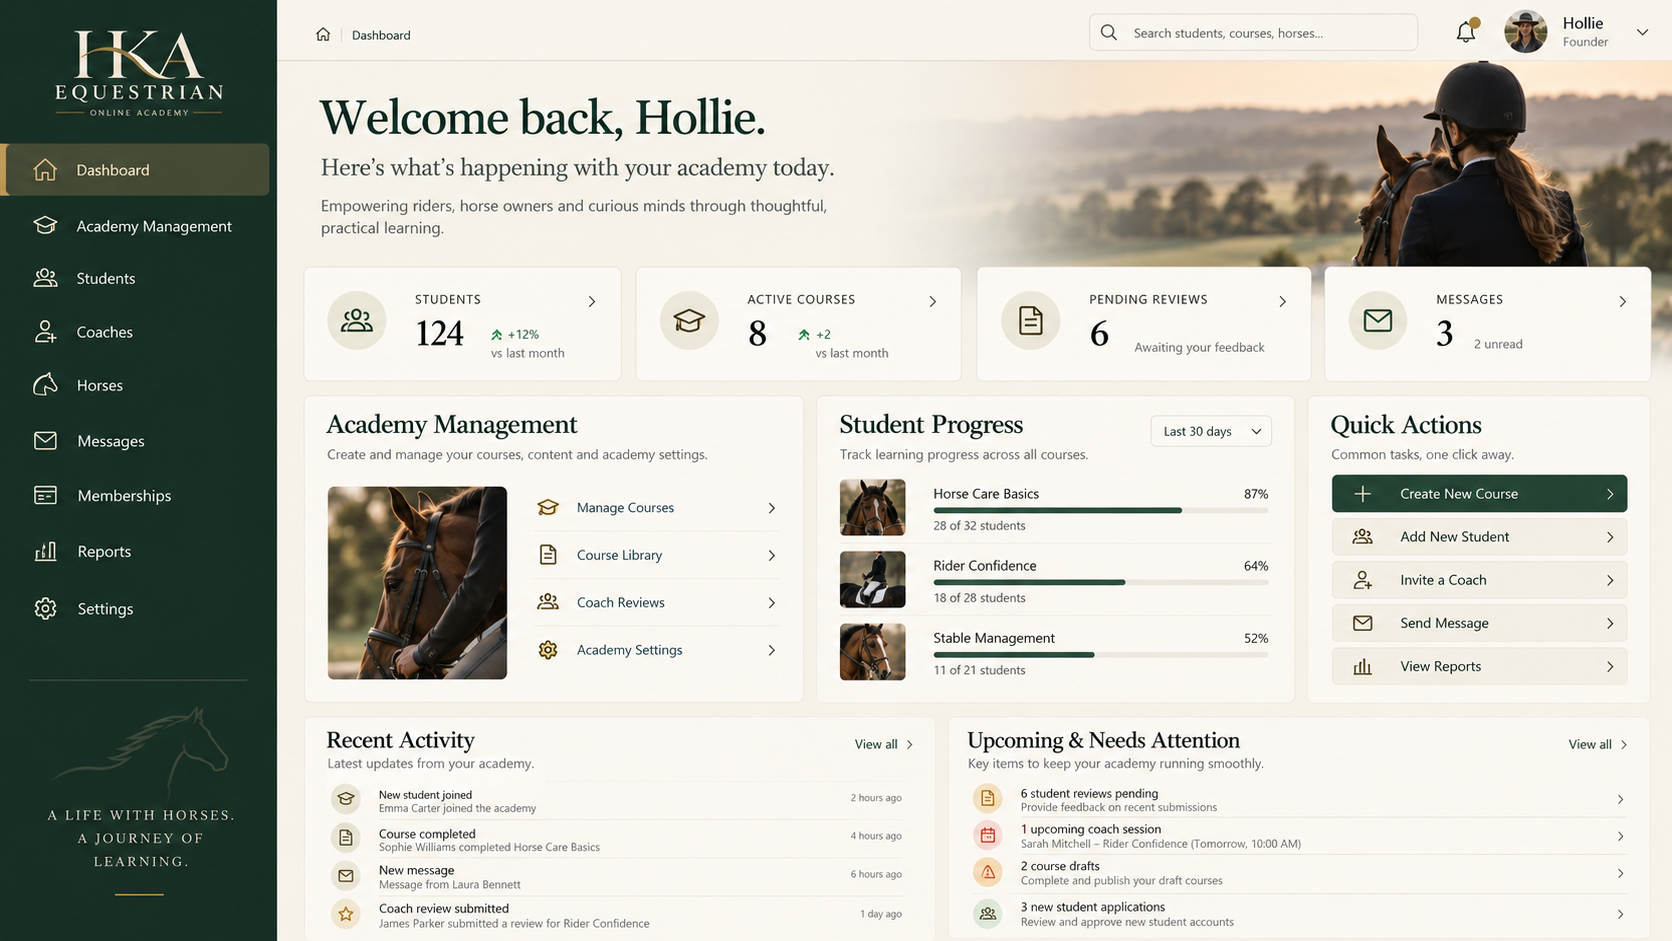 HKA
EQUESTRIAN
ONLINE ACADEMY
Dashboard
Academy Management
Students
Coaches
Horses
Messages
Memberships
Reports
Settings
A LIFE WITH HORSES.
A JOURNEY OF
LEARNING.
Dashboard
Search students, courses, horses...
Hollie
Founder
Welcome back, Hollie.
Here's what's happening with your academy today.
Empowering riders, horse owners and curious minds through thoughtful,
practical learning.
STUDENTS
124
+12%
vs last month
ACTIVE COURSES
8
+2
vs last month
PENDING REVIEWS
6
Awaiting your feedback
MESSAGES
3
2 unread
Academy Management
Create and manage your courses, content and academy settings.
Manage Courses
Course Library
Coach Reviews
Academy Settings
Student Progress
Last 30 days
Track learning progress across all courses.
Horse Care Basics
87%
28 of 32 students
Rider Confidence
64%
18 of 28 students
Stable Management
52%
11 of 21 students
Quick Actions
Common tasks, one click away.
Create New Course
Add New Student
Invite a Coach
Send Message
View Reports
Recent Activity
View all
Latest updates from your academy.
New student joined
Emma Carter joined the academy
2 hours ago
Course completed
Sophie Williams completed Horse Care Basics
4 hours ago
New message
Message from Laura Bennett
6 hours ago
Coach review submitted
James Parker submitted a review for Rider Confidence
1 day ago
Upcoming & Needs Attention
View all
Key items to keep your academy running smoothly.
6 student reviews pending
Provide feedback on recent submissions
1 upcoming coach session
Sarah Mitchell – Rider Confidence (Tomorrow, 10:00 AM)
2 course drafts
Complete and publish your draft courses
3 new student applications
Review and approve new student accounts